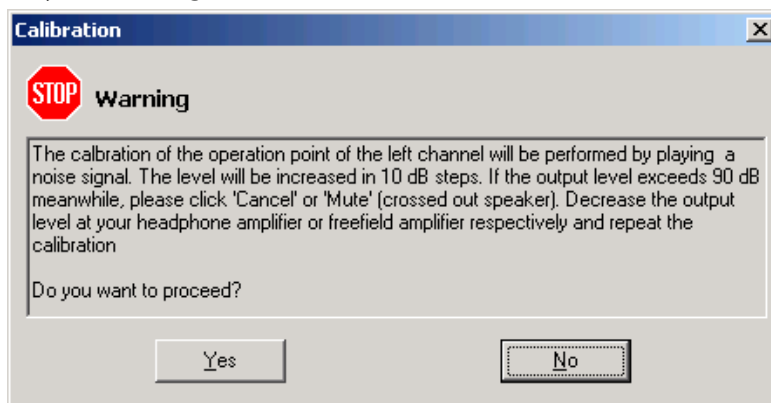 Calibration
STOP Warning
The calbration of the operation point of the left channel will be performed by playing a
noise signal. The level will be increased in 10 dB steps. If the output level exceeds 90 dB
meanwhile, please click 'Cancel' or 'Mute' (crossed out speaker). Decrease the output
level at your headphone amplifier or freefield amplifier respectively and repeat the
calibration
Do you want to proceed?
Yes No